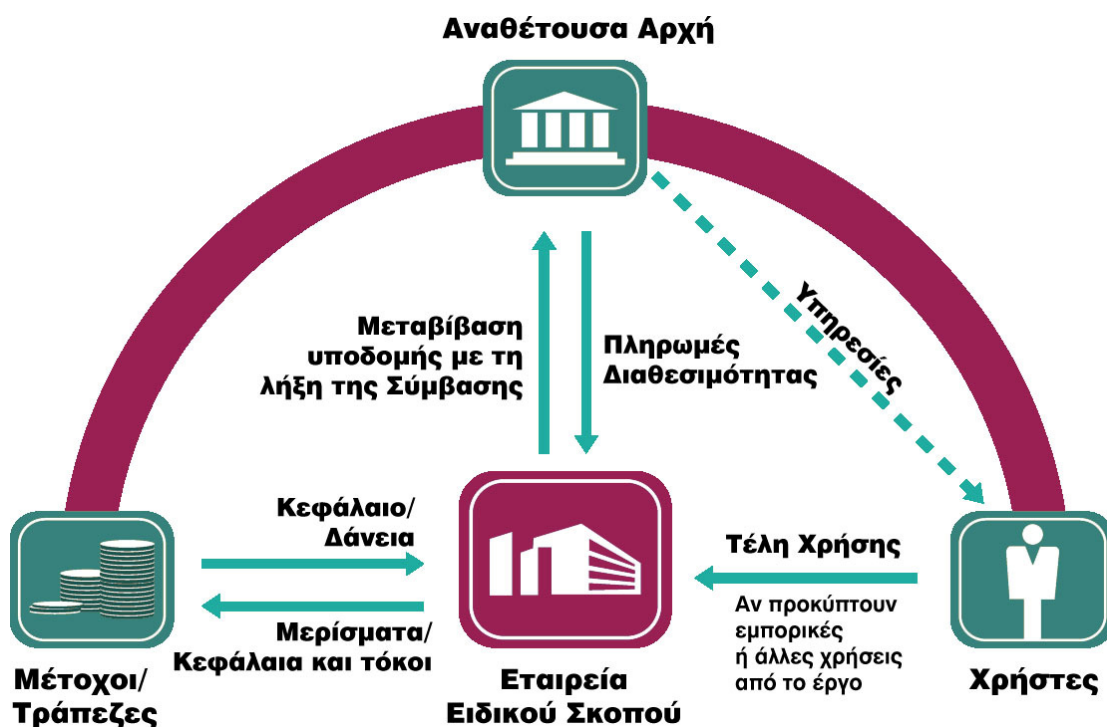 Αναθέτουσα Αρχή
Μεταβίβαση
υποδομής με τη
λήξη της Σύμβασης
Πληρωμές
Διαθεσιμότητας
Υπηρεσίες
Κεφάλαιο/
Δάνεια
Μερίσματα/
Κεφάλαια και τόκοι
Τέλη Χρήσης
Αν προκύπτουν
εμπορικές
ή άλλες χρήσεις
από το έργο
Μέτοχοι/
Τράπεζες
Εταιρεία
Ειδικού Σκοπού
Χρήστες